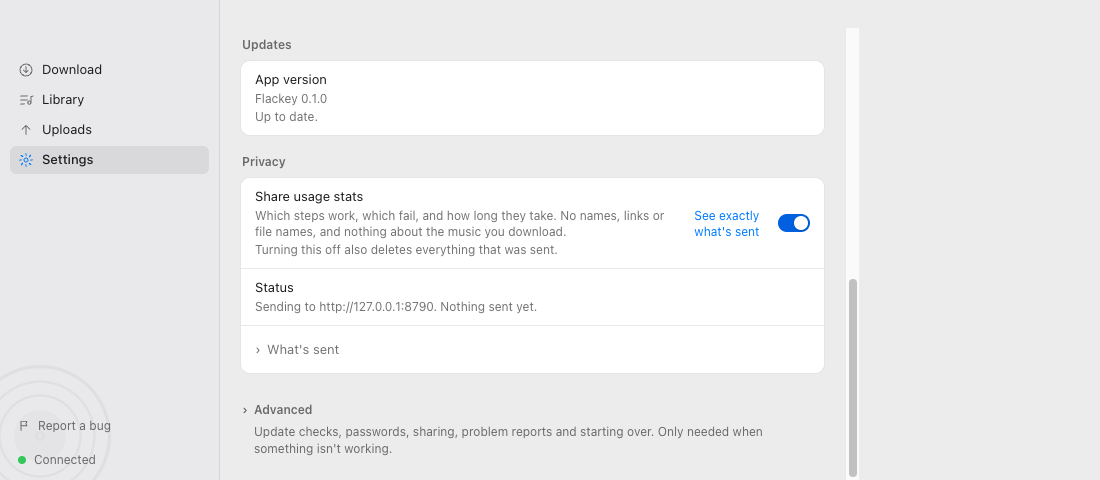 Download
Library
Uploads
Settings
Report a bug
Connected
Updates
App version
Flackey 0.1.0
Up to date.
Privacy
Share usage stats
Which steps work, which fail, and how long they take. No names, links or
file names, and nothing about the music you download.
Turning this off also deletes everything that was sent.
See exactly
what's sent
Status
Sending to http://127.0.0.1:8790. Nothing sent yet.
› What's sent
› Advanced
Update checks, passwords, sharing, problem reports and starting over. Only needed when
something isn't working.